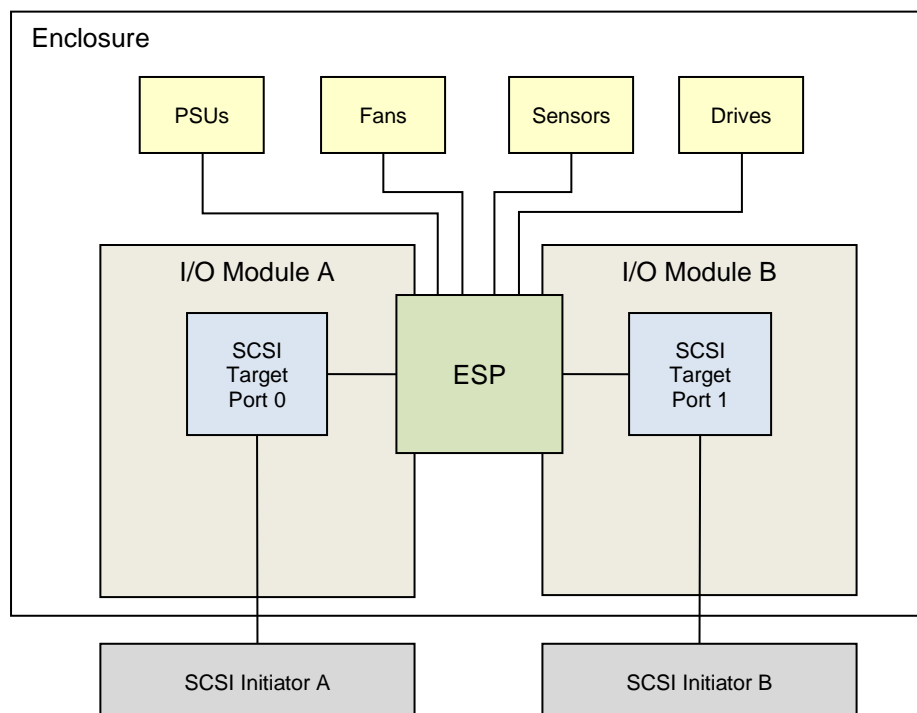 Enclosure
PSUs
Fans
Sensors
Drives
I/O Module A
I/O Module B
SCSI
Target
Port 0
ESP
SCSI
Target
Port 1
SCSI Initiator A
SCSI Initiator B